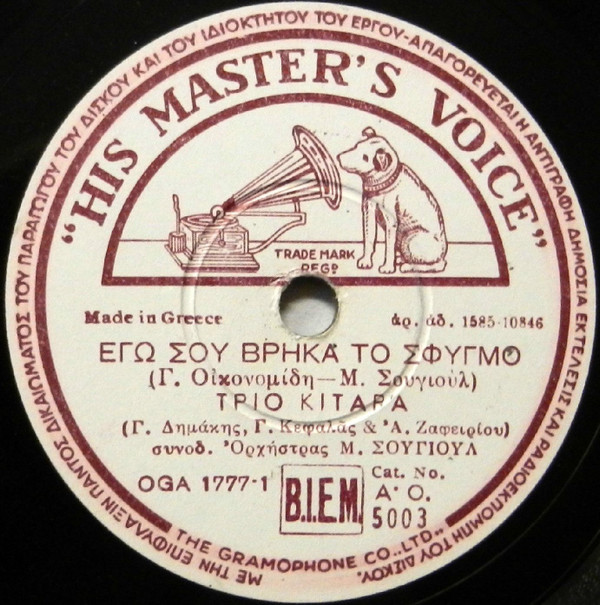 ΜΕ ΤΗΝ ΕΠΙΦΥΛΑΞΙΝ ΠΑΝΤΟΣ ΔΙΚΑΙΩΜΑΤΟΣ ΤΟΥ ΠΑΡΑΓΩΓΟΥ ΤΟΥ ΔΙΣΚΟΥ ΚΑΙ ΤΟΥ ΙΔΙΟΚΤΗΤΟΥ ΤΟΥ ΕΡΓΟΥ-ΑΠΑΓΟΡΕΥΕΤΑΙ Η ΑΝΤΙΓΡΑΦΗ ΔΗΜΟΣΙΑ ΕΚΤΕΛΕΣΙΣ ΚΑΙ ΡΑΔΙΟΕΚΠΟΜΠΗ ΤΟΥ ΔΙΣΚΟΥ.
“HIS MASTER'S VOICE”
TRADE MARK
REGD
Made in Greece
ἀρ. ἀδ. 1585-10846
ΕΓΩ ΣΟΥ ΒΡΗΚΑ ΤΟ ΣΦΥΓΜΟ
(Γ. Οἰκονομίδη—Μ. Σουγιοὺλ)
ΤΡΙΟ ΚΙΤΑΡΑ
(Γ. Δημάκης, Γ. Κεφαλᾶς & Ἀ. Ζαφειρίου)
συνοδ. Ὀρχήστρας Μ. ΣΟΥΓΙΟΥΛ
OGA 1777-1
B.I.E.M.
Cat. No.
A·O.
5003
THE GRAMOPHONE CO., LTD.